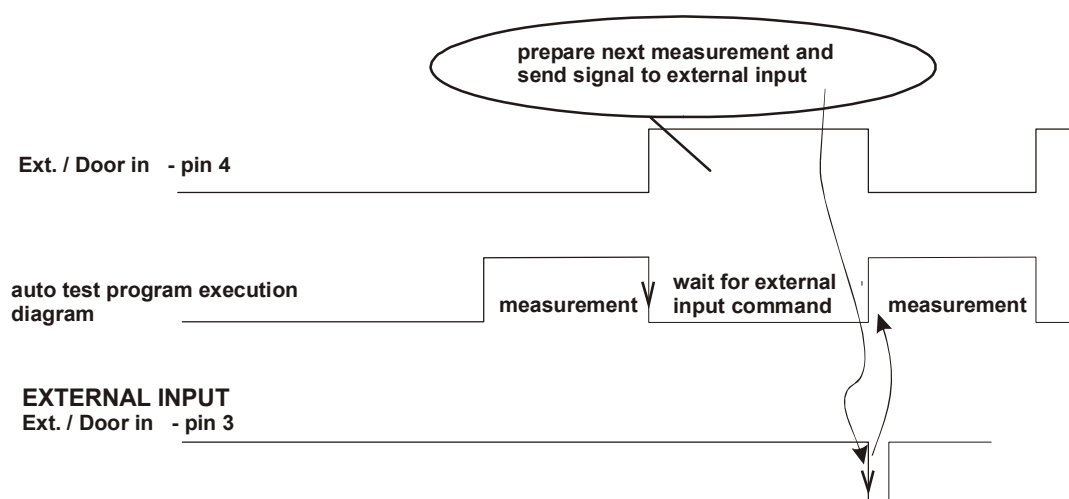 prepare next measurement and
send signal to external input
Ext. / Door in - pin 4
auto test program execution
diagram
measurement
wait for external
input command
measurement
EXTERNAL INPUT
Ext. / Door in - pin 3